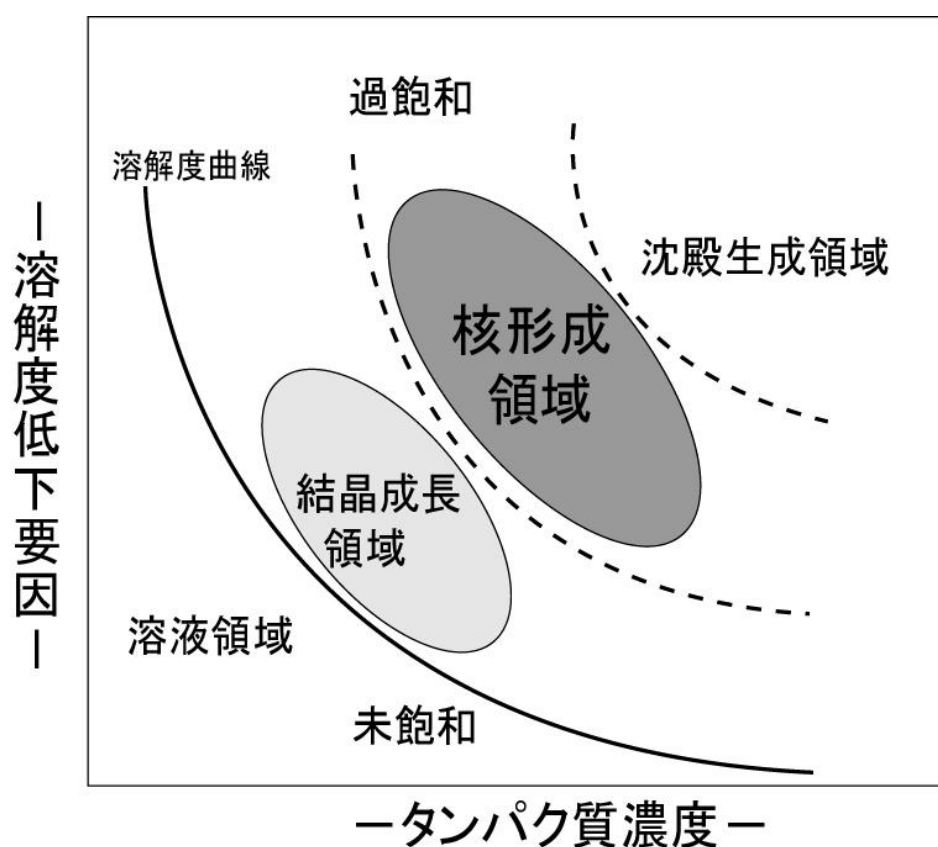 過飽和
溶解度曲線
沈殿生成領域
核形成
領域
結晶成長
領域
溶液領域
未飽和
ー溶解度低下要因ー
ータンパク質濃度ー